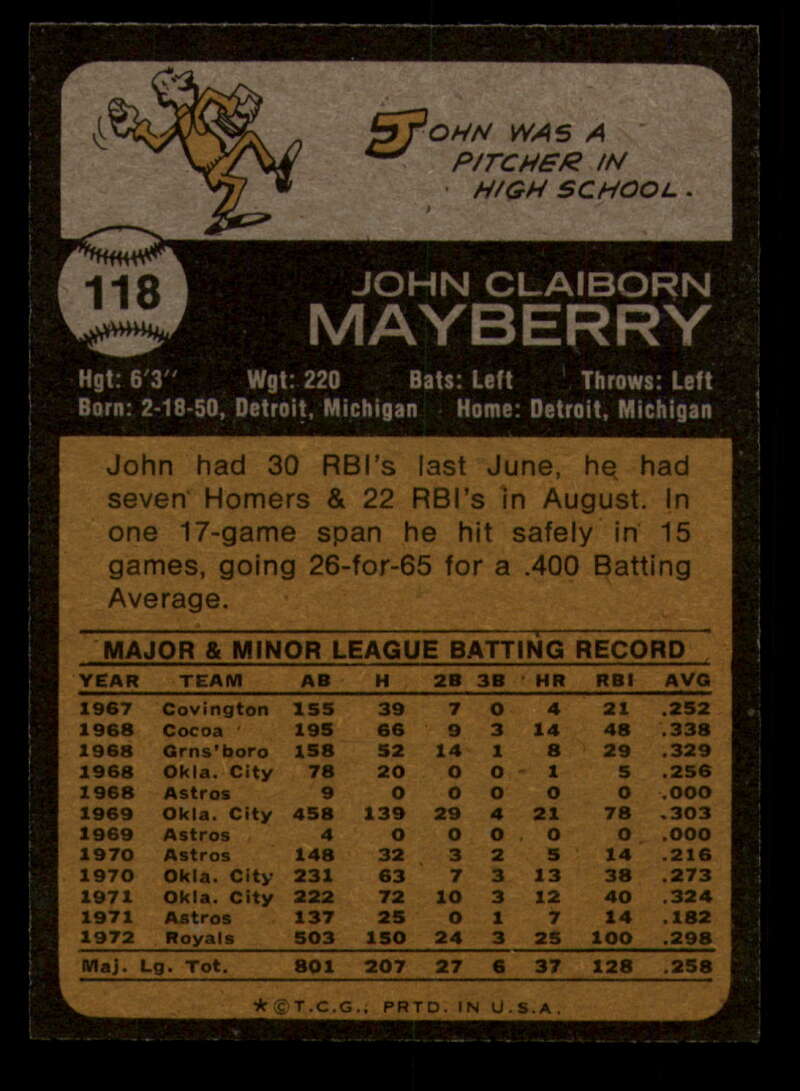 JOHN WAS A
PITCHER IN
HIGH SCHOOL.
118
JOHN CLAIBORN
MAYBERRY
Hgt: 6'3" Wgt: 220 Bats: Left Throws: Left
Born: 2-18-50, Detroit, Michigan Home: Detroit, Michigan
John had 30 RBI's last June, he had
seven Homers & 22 RBI's in August. In
one 17-game span he hit safely in 15
games, going 26-for-65 for a .400 Batting
Average.
MAJOR & MINOR LEAGUE BATTING RECORD
YEAR TEAM AB H 2B 3B HR RBI AVG
1967 Covington 155 39 7 0 4 21 .252
1968 Cocoa 195 66 9 3 14 48 .338
1968 Grns'boro 158 52 14 1 8 29 .329
1968 Okla. City 78 20 0 0 1 5 .256
1968 Astros 9 0 0 0 0 0 .000
1969 Okla. City 458 139 29 4 21 78 .303
1969 Astros 4 0 0 0 0 0 .000
1970 Astros 148 32 3 2 5 14 .216
1970 Okla. City 231 63 7 3 13 38 .273
1971 Okla. City 222 72 10 3 12 40 .324
1971 Astros 137 25 0 1 7 14 .182
1972 Royals 503 150 24 3 25 100 .298
Maj. Lg. Tot. 801 207 27 6 37 128 .258
*©T.C.G., PRTD. IN U.S.A.